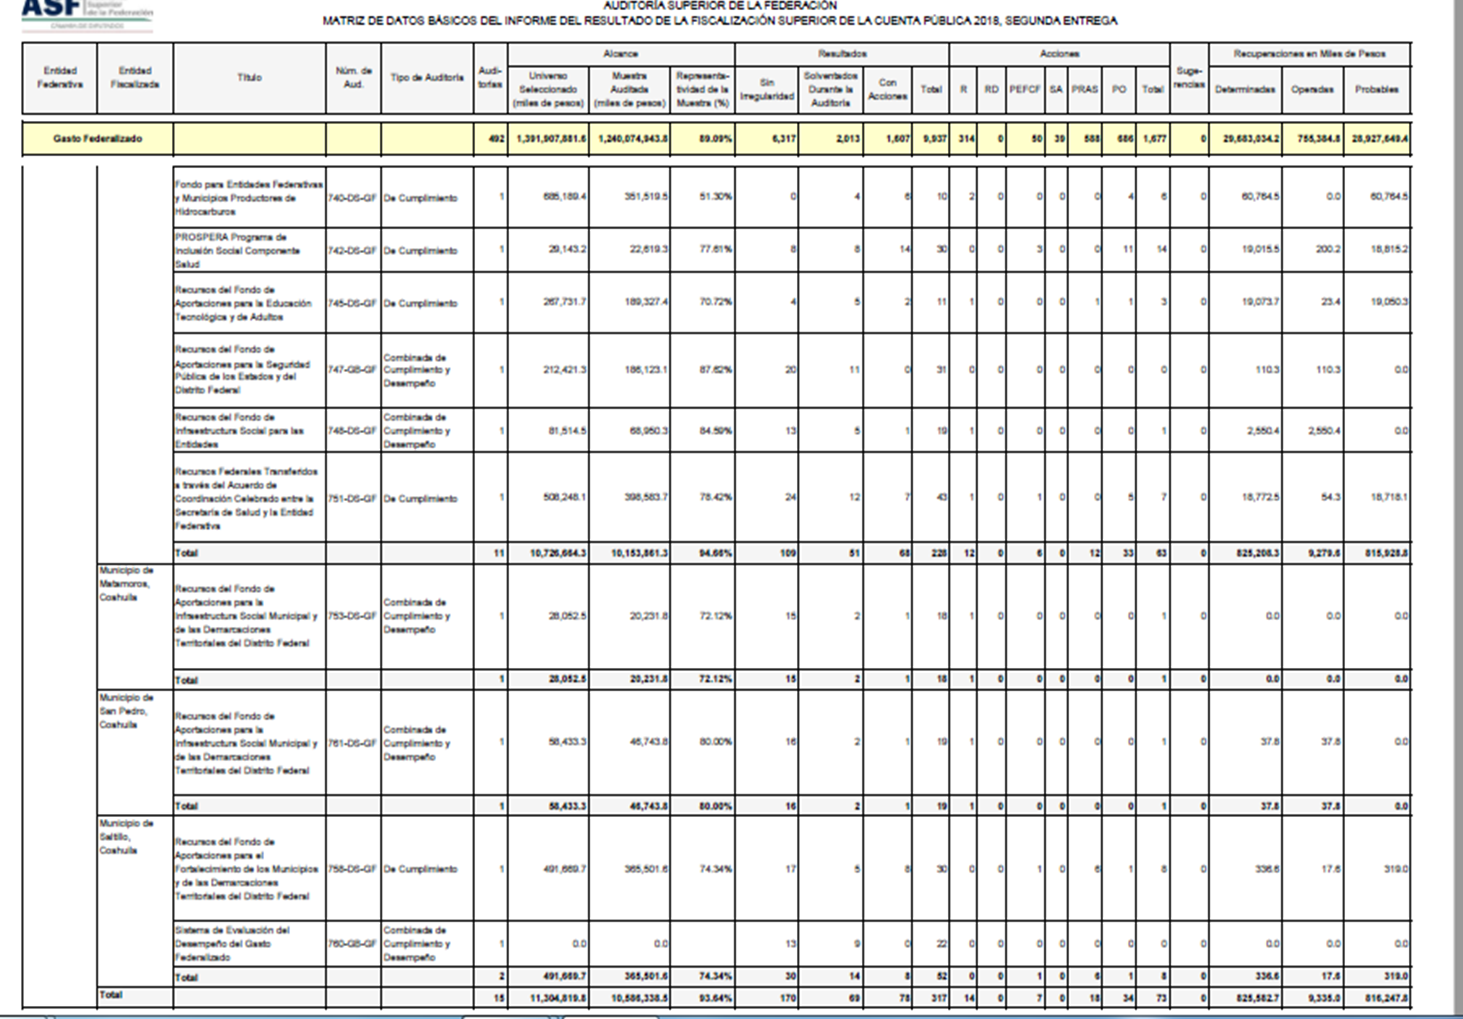 ASF Superior de la Federación
CÁMARA DE DIPUTADOS
AUDITORÍA SUPERIOR DE LA FEDERACIÓN
MATRIZ DE DATOS BÁSICOS DEL INFORME DEL RESULTADO DE LA FISCALIZACIÓN SUPERIOR DE LA CUENTA PÚBLICA 2018, SEGUNDA ENTREGA
Alcance Resultados Acciones Recuperaciones en Miles de Pesos
Entidad Federativa Entidad Fiscalizada Título Núm. de Aud. Tipo de Auditoría Audi-torías Universo Seleccionado (miles de pesos) Muestra Auditada (miles de pesos) Representa-tividad de la Muestra (%) Sin Irregularidad Solventados Durante la Auditoría Con Acciones Total R RD PEFCF SA PRAS PO Total Suge-rencias Determinadas Operadas Probables
Gasto Federalizado 492 1,391,907,881.6 1,240,074,943.8 89.09% 6,317 2,013 1,607 9,937 314 0 50 39 588 686 1,677 0 29,683,034.2 755,384.8 28,927,649.4
Fondo para Entidades Federativas
y Municipios Productores de
Hidrocarburos
740-DS-GF De Cumplimiento 1 685,189.4 351,519.5 51.30% 0 4 6 10 2 0 0 0 0 4 6 0 60,764.5 0.0 60,764.5
PROSPERA Programa de
Inclusión Social Componente
Salud
742-DS-GF De Cumplimiento 1 29,143.2 22,619.3 77.61% 8 8 14 30 0 0 3 0 0 11 14 0 19,015.5 200.2 18,815.2
Recursos del Fondo de
Aportaciones para la Educación
Tecnológica y de Adultos
745-DS-GF De Cumplimiento 1 267,731.7 189,327.4 70.72% 4 5 2 11 1 0 0 0 1 1 3 0 19,073.7 23.4 19,050.3
Recursos del Fondo de
Aportaciones para la Seguridad
Pública de los Estados y del
Distrito Federal
747-GB-GF Combinada de Cumplimiento y Desempeño 1 212,421.3 186,123.1 87.62% 20 11 0 31 0 0 0 0 0 0 0 0 110.3 110.3 0.0
Recursos del Fondo de
Infraestructura Social para las
Entidades
748-DS-GF Combinada de Cumplimiento y Desempeño 1 81,514.5 68,950.3 84.59% 13 5 1 19 1 0 0 0 0 0 1 0 2,550.4 2,550.4 0.0
Recursos Federales Transferidos
a través del Acuerdo de
Coordinación Celebrado entre la
Secretaría de Salud y la Entidad
Federativa
751-DS-GF De Cumplimiento 1 508,248.1 398,583.7 78.42% 24 12 7 43 1 0 1 0 0 5 7 0 18,772.5 54.3 18,718.1
Total 11 10,726,664.3 10,153,861.3 94.66% 109 51 68 228 12 0 6 0 12 33 63 0 825,208.3 9,279.6 815,928.8
Municipio de
Matamoros,
Coahuila
Recursos del Fondo de
Aportaciones para la
Infraestructura Social Municipal y
de las Demarcaciones
Territoriales del Distrito Federal
753-DS-GF Combinada de Cumplimiento y Desempeño 1 28,052.5 20,231.8 72.12% 15 2 1 18 1 0 0 0 0 0 1 0 0.0 0.0 0.0
Total 1 28,052.5 20,231.8 72.12% 15 2 1 18 1 0 0 0 0 0 1 0 0.0 0.0 0.0
Municipio de
San Pedro,
Coahuila
Recursos del Fondo de
Aportaciones para la
Infraestructura Social Municipal y
de las Demarcaciones
Territoriales del Distrito Federal
761-DS-GF Combinada de Cumplimiento y Desempeño 1 58,433.3 46,743.8 80.00% 16 2 1 19 1 0 0 0 0 0 1 0 37.8 37.8 0.0
Total 1 58,433.3 46,743.8 80.00% 16 2 1 19 1 0 0 0 0 0 1 0 37.8 37.8 0.0
Municipio de
Saltillo,
Coahuila
Recursos del Fondo de
Aportaciones para el
Fortalecimiento de los Municipios
y de las Demarcaciones
Territoriales del Distrito Federal
758-DS-GF De Cumplimiento 1 491,669.7 365,501.6 74.34% 17 5 8 30 0 0 1 0 6 1 8 0 336.6 17.6 319.0
Sistema de Evaluación del
Desempeño del Gasto
Federalizado
760-GB-GF Combinada de Cumplimiento y Desempeño 1 0.0 0.0 13 9 0 22 0 0 0 0 0 0 0 0 0.0 0.0 0.0
Total 2 491,669.7 365,501.6 74.34% 30 14 8 52 0 0 1 0 6 1 8 0 336.6 17.6 319.0
Total 15 11,304,819.8 10,586,338.5 93.64% 170 69 78 317 14 0 7 0 18 34 73 0 825,582.7 9,335.0 816,247.8